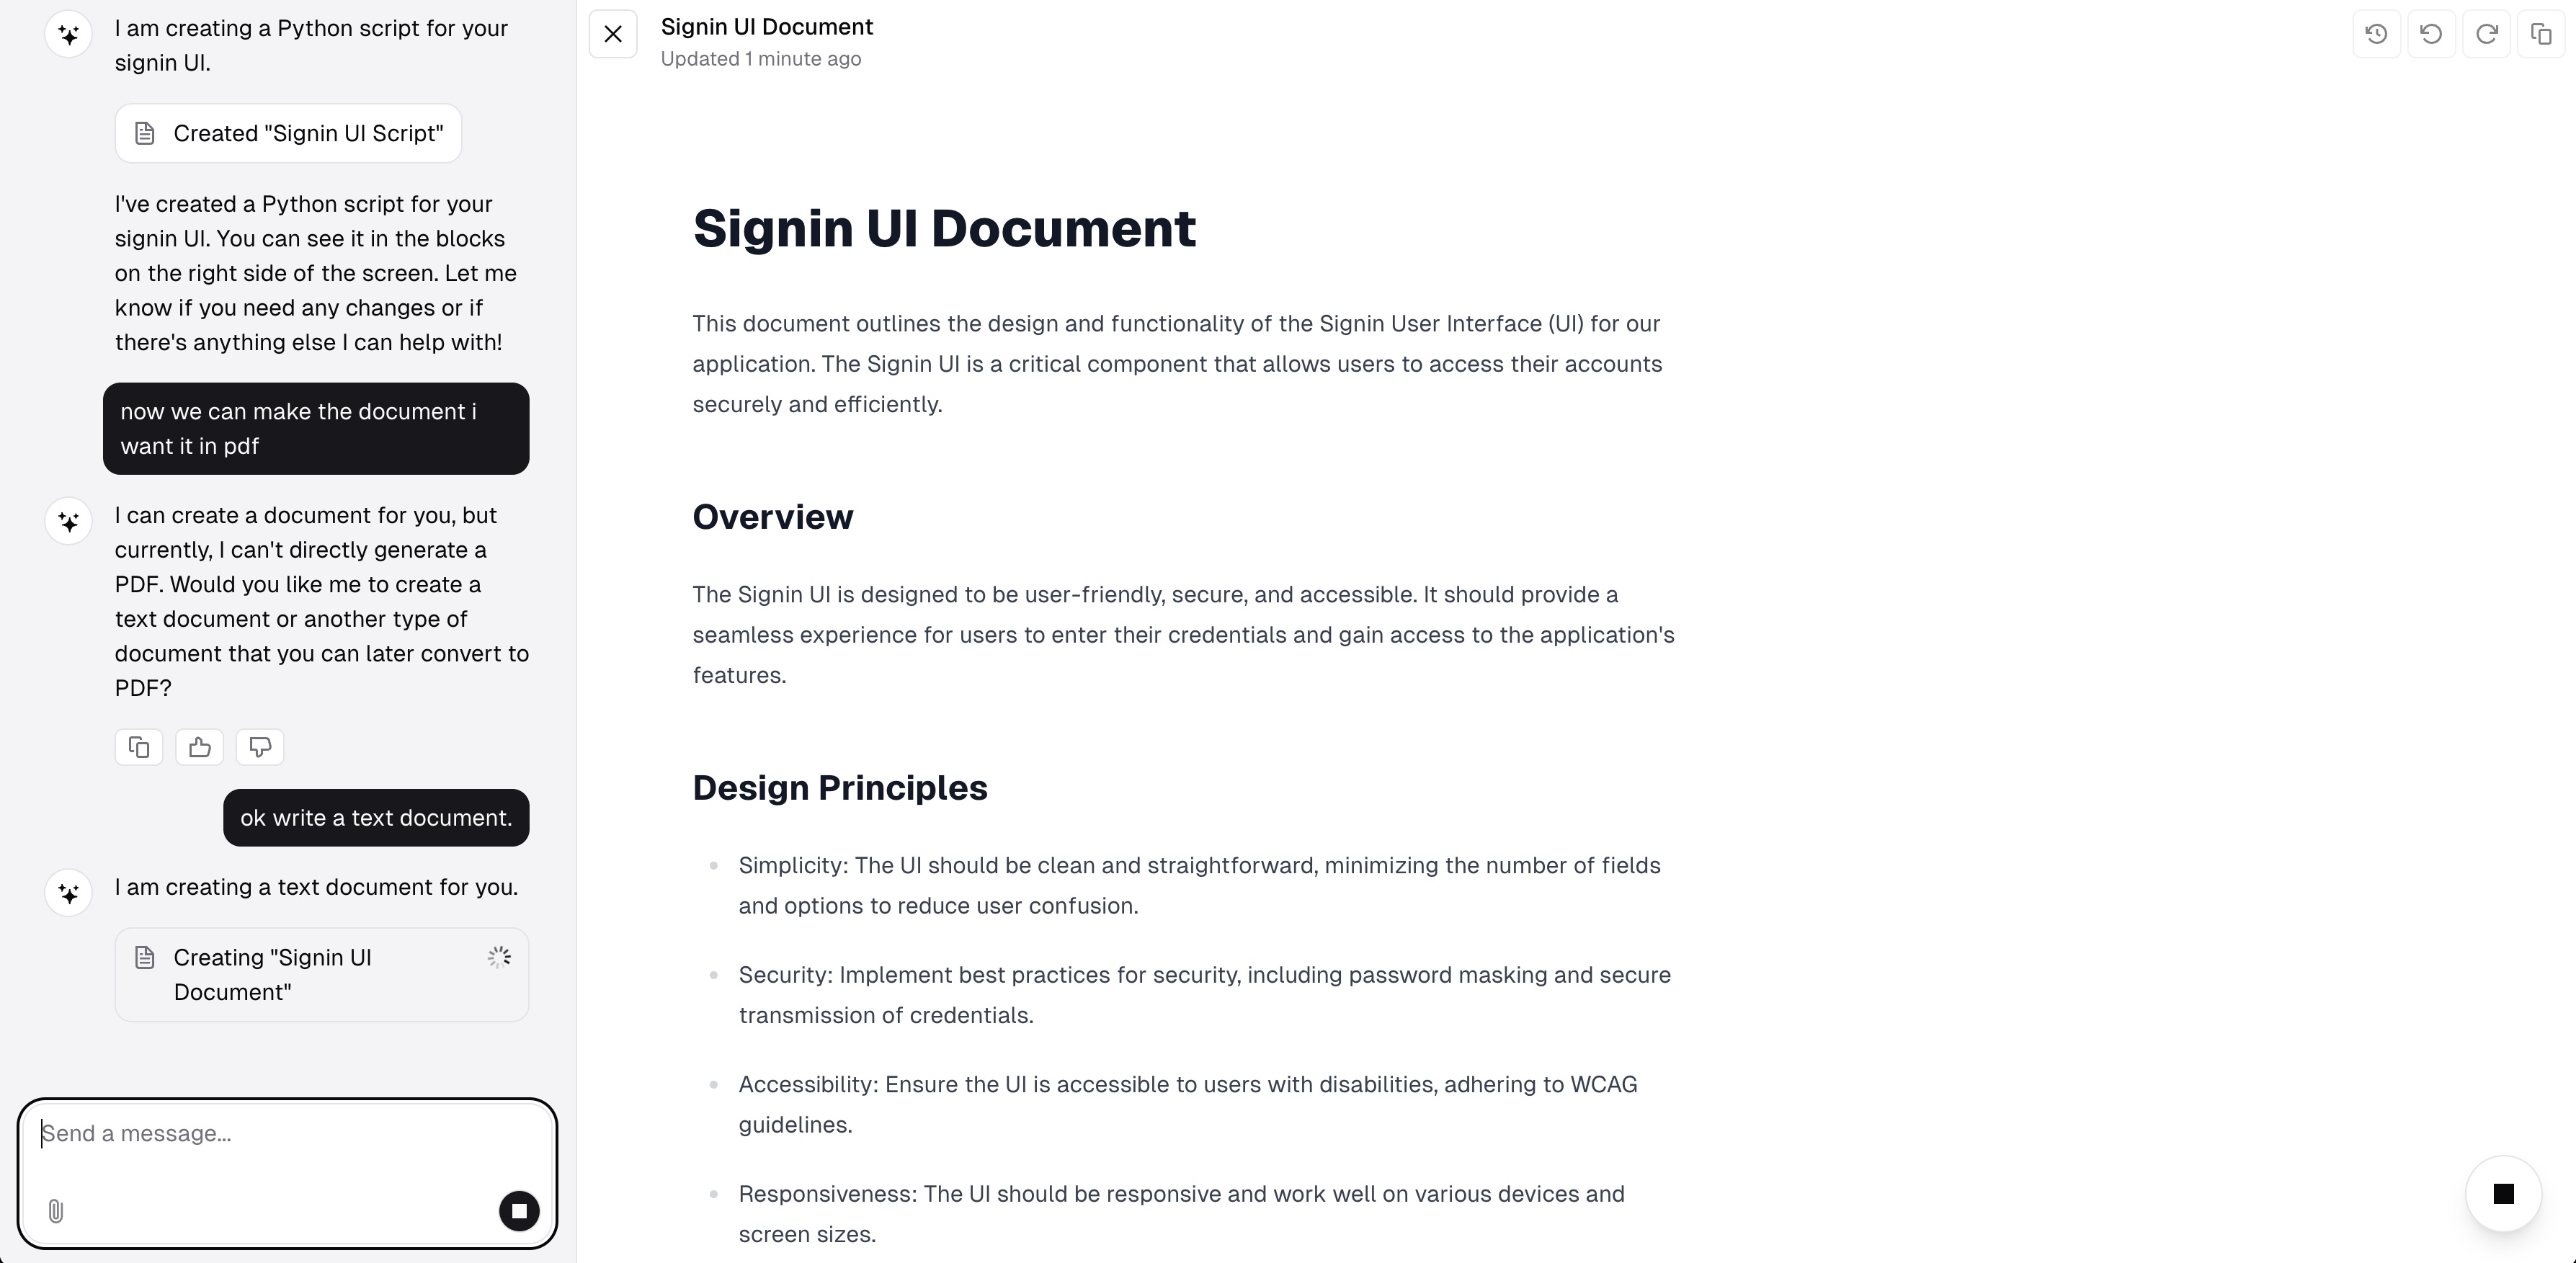 I am creating a Python script for your
signin UI.
Created "Signin UI Script"
I've created a Python script for your
signin UI. You can see it in the blocks
on the right side of the screen. Let me
know if you need any changes or if
there's anything else I can help with!
now we can make the document i
want it in pdf
I can create a document for you, but
currently, I can't directly generate a
PDF. Would you like me to create a
text document or another type of
document that you can later convert to
PDF?
ok write a text document.
I am creating a text document for you.
Creating "Signin UI
Document"
Send a message...
Signin UI Document
Updated 1 minute ago
Signin UI Document
This document outlines the design and functionality of the Signin User Interface (UI) for our
application. The Signin UI is a critical component that allows users to access their accounts
securely and efficiently.
Overview
The Signin UI is designed to be user-friendly, secure, and accessible. It should provide a
seamless experience for users to enter their credentials and gain access to the application's
features.
Design Principles
Simplicity: The UI should be clean and straightforward, minimizing the number of fields
and options to reduce user confusion.
Security: Implement best practices for security, including password masking and secure
transmission of credentials.
Accessibility: Ensure the UI is accessible to users with disabilities, adhering to WCAG
guidelines.
Responsiveness: The UI should be responsive and work well on various devices and
screen sizes.